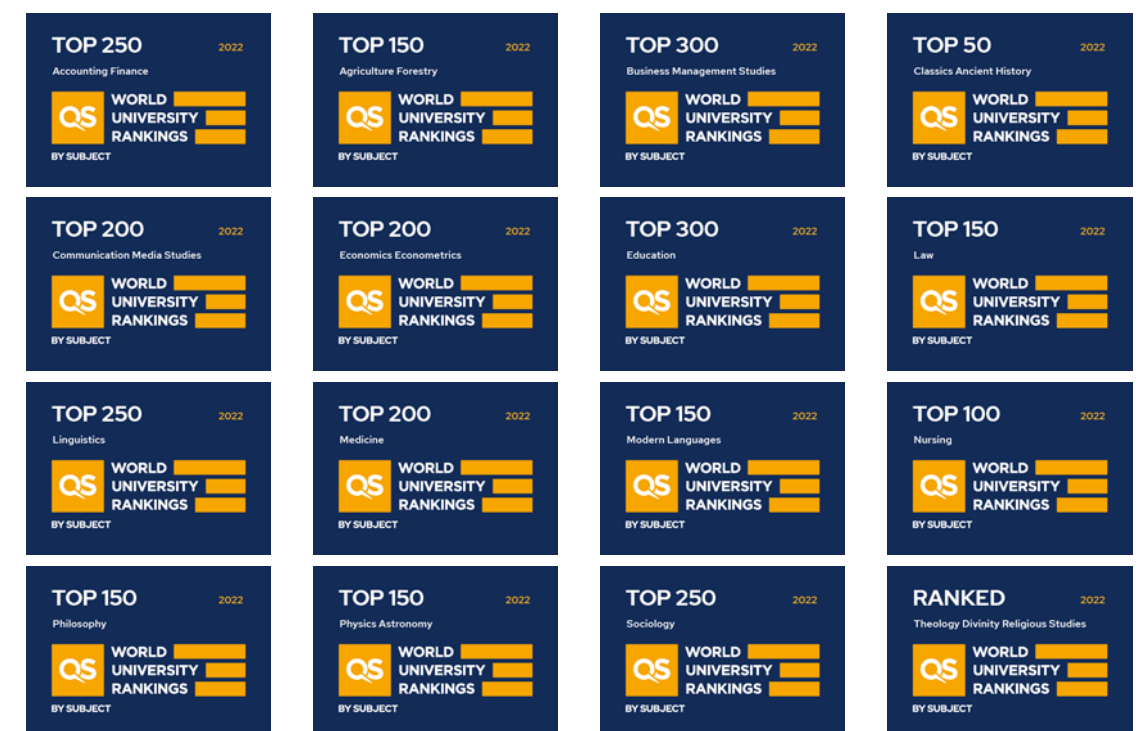 TOP 250 2022
Accounting Finance
QS WORLD
UNIVERSITY
RANKINGS
BY SUBJECT
TOP 150 2022
Agriculture Forestry
QS WORLD
UNIVERSITY
RANKINGS
BY SUBJECT
TOP 300 2022
Business Management Studies
QS WORLD
UNIVERSITY
RANKINGS
BY SUBJECT
TOP 50 2022
Classics Ancient History
QS WORLD
UNIVERSITY
RANKINGS
BY SUBJECT
TOP 200 2022
Communication Media Studies
QS WORLD
UNIVERSITY
RANKINGS
BY SUBJECT
TOP 200 2022
Economics Econometrics
QS WORLD
UNIVERSITY
RANKINGS
BY SUBJECT
TOP 300 2022
Education
QS WORLD
UNIVERSITY
RANKINGS
BY SUBJECT
TOP 150 2022
Law
QS WORLD
UNIVERSITY
RANKINGS
BY SUBJECT
TOP 250 2022
Linguistics
QS WORLD
UNIVERSITY
RANKINGS
BY SUBJECT
TOP 200 2022
Medicine
QS WORLD
UNIVERSITY
RANKINGS
BY SUBJECT
TOP 150 2022
Modern Languages
QS WORLD
UNIVERSITY
RANKINGS
BY SUBJECT
TOP 100 2022
Nursing
QS WORLD
UNIVERSITY
RANKINGS
BY SUBJECT
TOP 150 2022
Philosophy
QS WORLD
UNIVERSITY
RANKINGS
BY SUBJECT
TOP 150 2022
Physics Astronomy
QS WORLD
UNIVERSITY
RANKINGS
BY SUBJECT
TOP 250 2022
Sociology
QS WORLD
UNIVERSITY
RANKINGS
BY SUBJECT
RANKED 2022
Theology Divinity Religious Studies
QS WORLD
UNIVERSITY
RANKINGS
BY SUBJECT